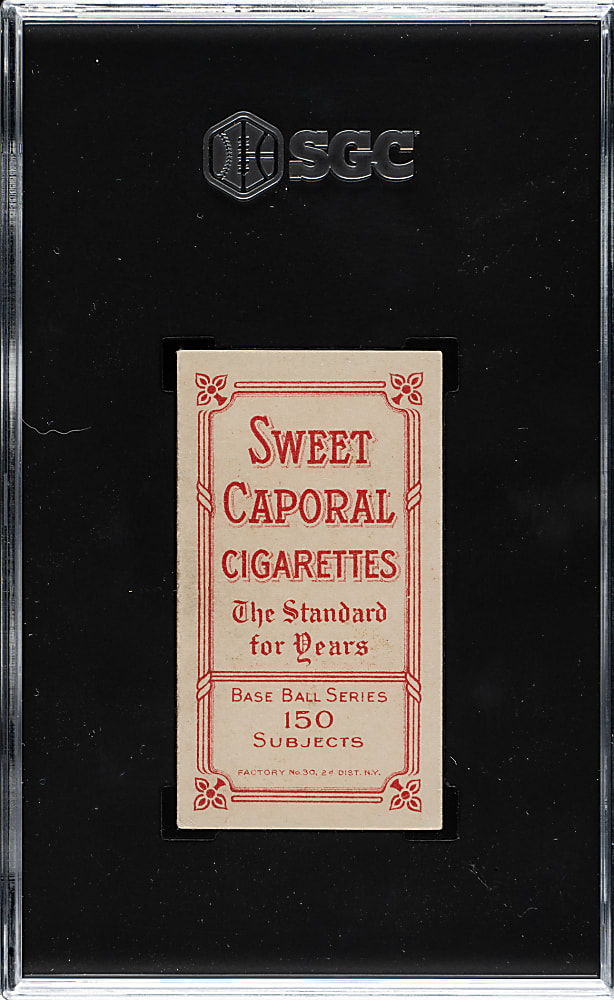 SGC
SWEET
CAPORAL
CIGARETTES
The Standard
for Years
BASE BALL SERIES
150
SUBJECTS
FACTORY No. 30, 2d DIST. N.Y.